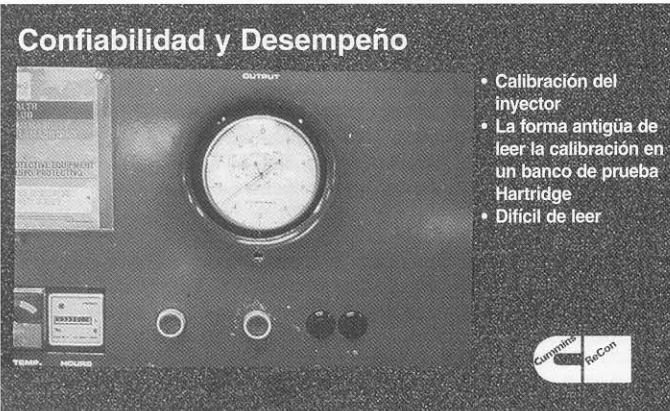 Confiabilidad y Desempeño
OUTPUT
• Calibración del
inyector
• La forma antigüa de
leer la calibración en
un banco de prueba
Hartridge
• Difícil de leer
PROTECTIVE
TEMP.
HOURS
Cummins
ReCon